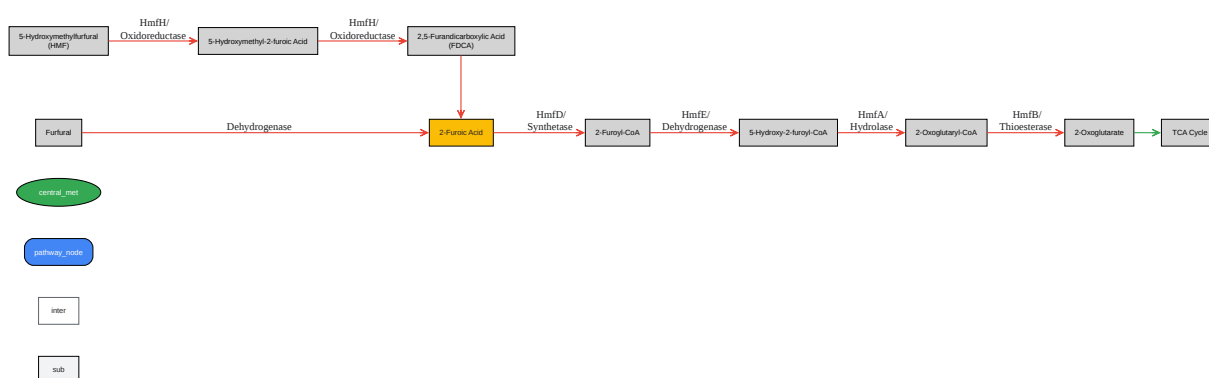 HmfH/
Oxidoreductase
HmfH/
Oxidoreductase
5-Hydroxymethylfurfural
(HMF)
5-Hydroxymethyl-2-furoic Acid
2,5-Furandicarboxylic Acid
(FDCA)
Furfural
Dehydrogenase
2-Furoic Acid
HmfD/
Synthetase
2-Furoyl-CoA
HmfE/
Dehydrogenase
5-Hydroxy-2-furoyl-CoA
HmfA/
Hydrolase
2-Oxoglutaryl-CoA
HmfB/
Thioesterase
2-Oxoglutarate
TCA Cycle
central_met
pathway_node
inter
sub